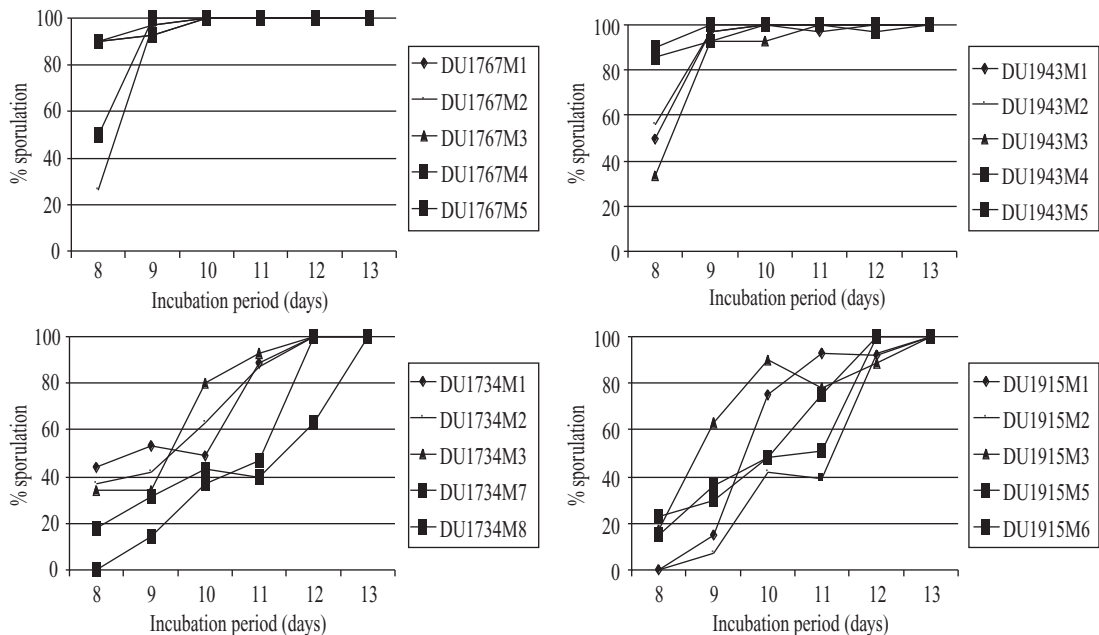 % sporulation
100
80
60
40
20
0
8 9 10 11 12 13
Incubation period (days)
DU1767M1
DU1767M2
DU1767M3
DU1767M4
DU1767M5
% sporulation
100
80
60
40
20
0
8 9 10 11 12 13
Incubation period (days)
DU1943M1
DU1943M2
DU1943M3
DU1943M4
DU1943M5
% sporulation
100
80
60
40
20
0
8 9 10 11 12 13
Incubation period (days)
DU1734M1
DU1734M2
DU1734M3
DU1734M7
DU1734M8
% sporulation
100
80
60
40
20
0
8 9 10 11 12 13
Incubation period (days)
DU1915M1
DU1915M2
DU1915M3
DU1915M5
DU1915M6